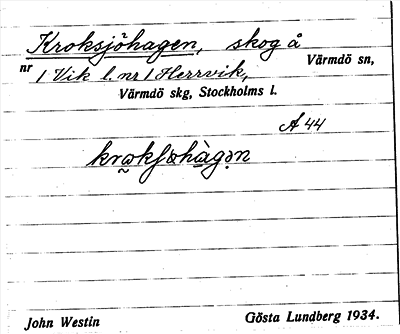 Kroksjöhagen, skog å
nr 1 Vik l. nr 1 Herrvik, Värmdö sn,
Värmdö skg, Stockholms l.
A 44
krokſöhàgən
John Westin Gösta Lundberg 1934.